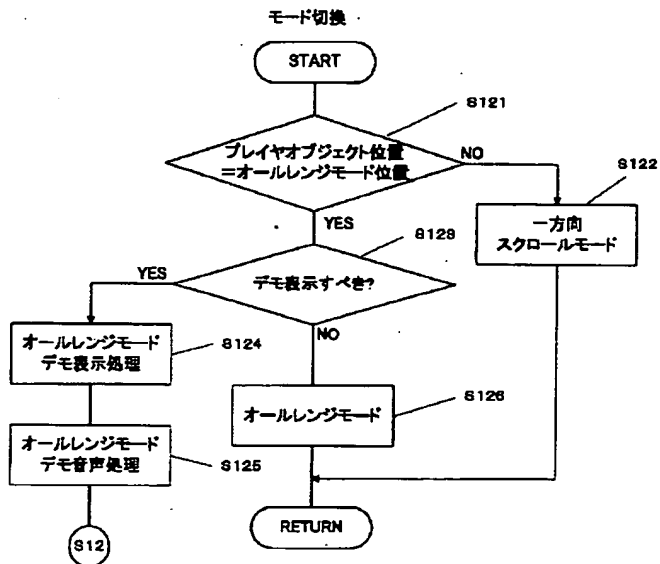 モード切換
START
S121
プレイヤオブジェクト位置
=オールレンジモード位置
NO
S122
一方向
スクロールモード
YES
S123
デモ表示すべき?
YES
NO
オールレンジモード
デモ表示処理
S124
オールレンジモード
S126
オールレンジモード
デモ音声処理
S125
RETURN
S12